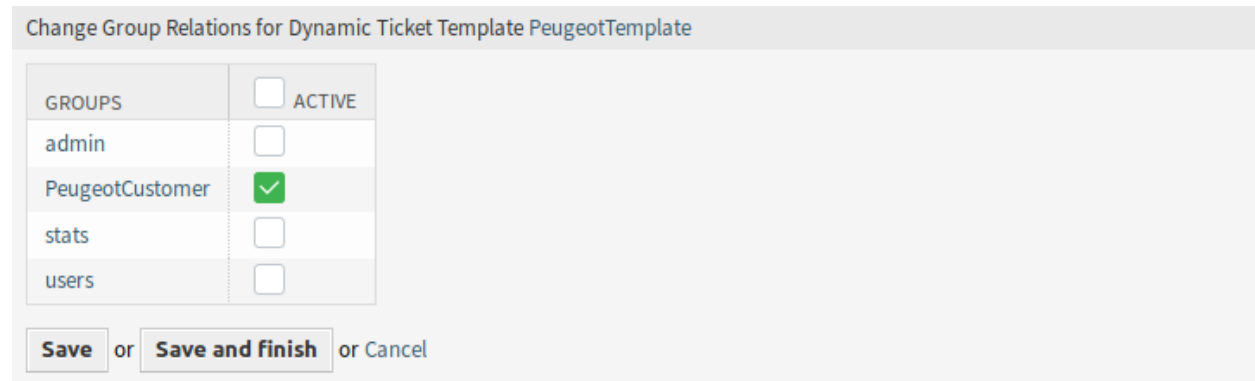 Change Group Relations for Dynamic Ticket Template PeugeotTemplate
GROUPS ACTIVE
admin
PeugeotCustomer
stats
users
Save or Save and finish or Cancel